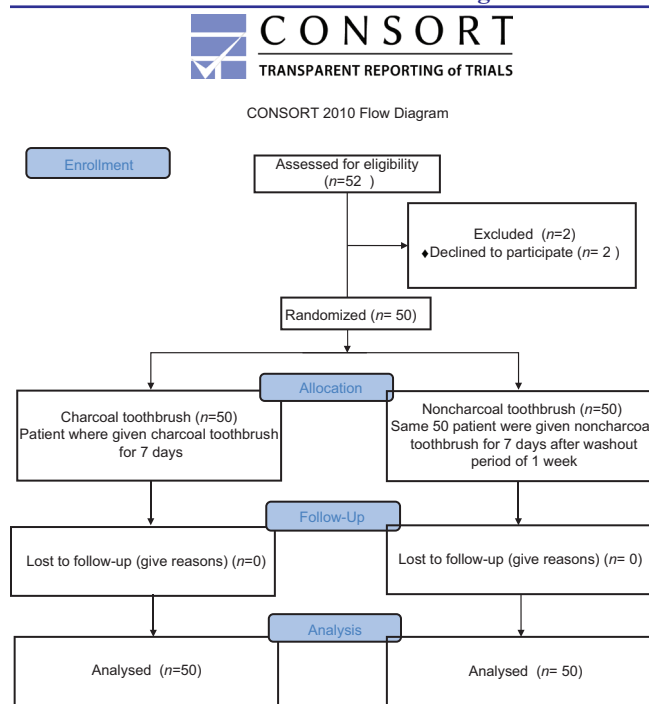 CONSORT
TRANSPARENT REPORTING of TRIALS
CONSORT 2010 Flow Diagram
Enrollment
Assessed for eligibility
(n=52 )
Excluded (n=2)
♦Declined to participate (n= 2 )
Randomized (n= 50)
Allocation
Charcoal toothbrush (n=50)
Patient where given charcoal toothbrush
for 7 days
Noncharcoal toothbrush (n=50)
Same 50 patient were given noncharcoa
toothbrush for 7 days after washout
period of 1 week
Follow-Up
Lost to follow-up (give reasons) (n=0)
Lost to follow-up (give reasons) (n= 0)
Analysis
Analysed (n=50)
Analysed (n= 50)